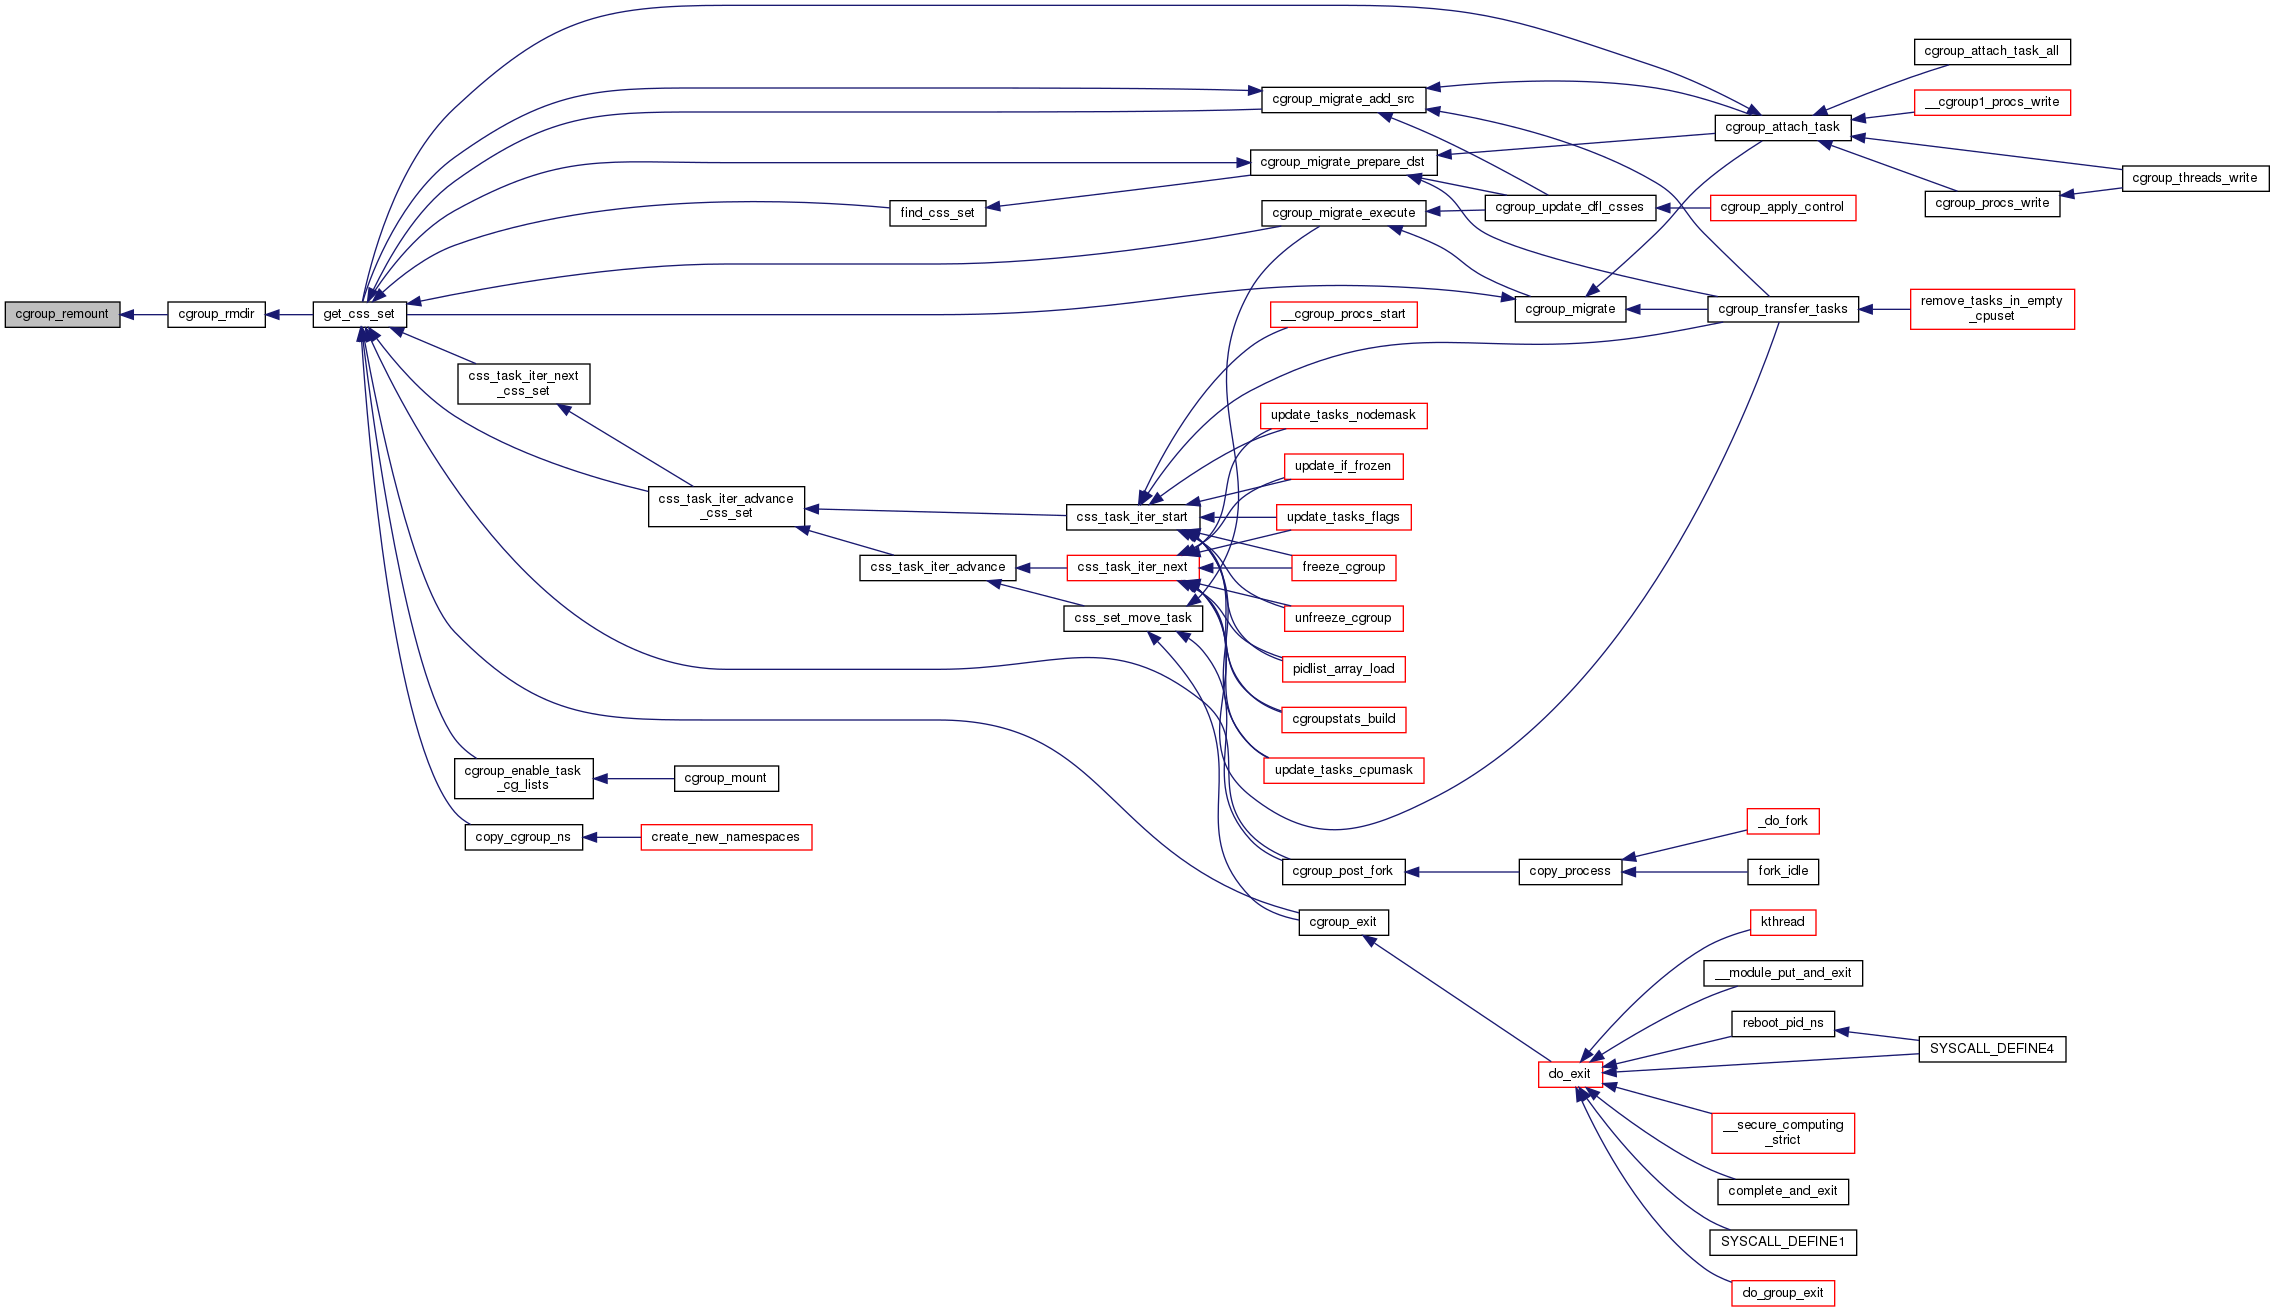 cgroup_remount
cgroup_rmdir
get_css_set
css_task_iter_next
_css_set
cgroup_enable_task
_cg_lists
copy_cgroup_ns
css_task_iter_advance
_css_set
cgroup_mount
create_new_namespaces
find_css_set
css_task_iter_advance
css_task_iter_start
css_task_iter_next
css_set_move_task
cgroup_migrate_add_src
cgroup_migrate_prepare_dst
cgroup_migrate_execute
__cgroup_procs_start
update_tasks_nodemask
update_if_frozen
update_tasks_flags
freeze_cgroup
unfreeze_cgroup
pidlist_array_load
cgroupstats_build
update_tasks_cpumask
cgroup_post_fork
cgroup_exit
cgroup_update_dfl_csses
cgroup_migrate
copy_process
do_exit
cgroup_attach_task
cgroup_apply_control
cgroup_transfer_tasks
_do_fork
fork_idle
kthread
__module_put_and_exit
reboot_pid_ns
__secure_computing
_strict
complete_and_exit
SYSCALL_DEFINE1
do_group_exit
cgroup_attach_task_all
__cgroup1_procs_write
cgroup_procs_write
remove_tasks_in_empty
_cpuset
SYSCALL_DEFINE4
cgroup_threads_write